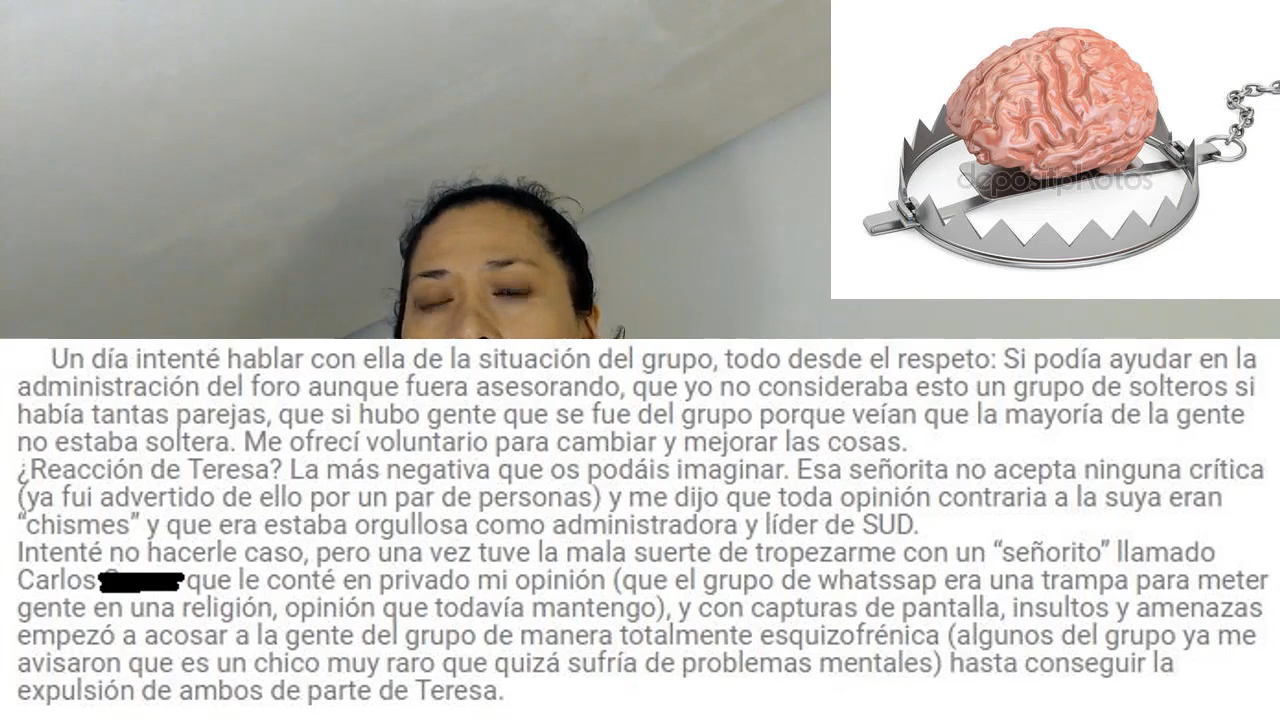 depositphotos
Un día intenté hablar con ella de la situación del grupo, todo desde el respeto: Si podía ayudar en la
administración del foro aunque fuera asesorando, que yo no consideraba esto un grupo de solteros si
había tantas parejas, que si hubo gente que se fue del grupo porque veían que la mayoría de la gente
no estaba soltera. Me ofrecí voluntario para cambiar y mejorar las cosas.
¿Reacción de Teresa? La más negativa que os podáis imaginar. Esa señorita no acepta ninguna crítica
(ya fui advertido de ello por un par de personas) y me dijo que toda opinión contraria a la suya eran
“chismes” y que era estaba orgullosa como administradora y líder de SUD.
Intenté no hacerle caso, pero una vez tuve la mala suerte de tropezarme con un “señorito” llamado
Carlos que le conté en privado mi opinión (que el grupo de whatssap era una trampa para meter
gente en una religión, opinión que todavía mantengo), y con capturas de pantalla, insultos y amenazas
empezó a acosar a la gente del grupo de manera totalmente esquizofrénica (algunos del grupo ya me
avisaron que es un chico muy raro que quizá sufría de problemas mentales) hasta conseguir la
expulsión de ambos de parte de Teresa.